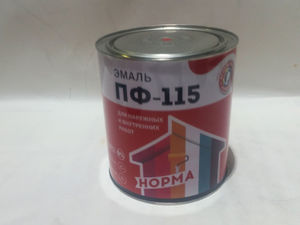 ЭМАЛЬ
ПФ-115
ДЛЯ НАРУЖНЫХ
И ВНУТРЕННИХ
РАБОТ
НОРМА